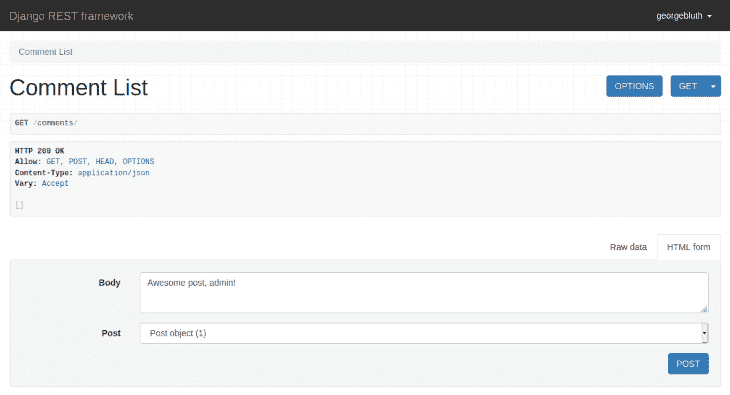 Django REST framework
georgebluth
Comment List
Comment List
OPTIONS
GET
GET /comments/
HTTP 200 OK
Allow: GET, POST, HEAD, OPTIONS
Content-Type: application/json
Vary: Accept
[]
Raw data
HTML form
Body
Awesome post, admin!
Post
Post object (1)
POST